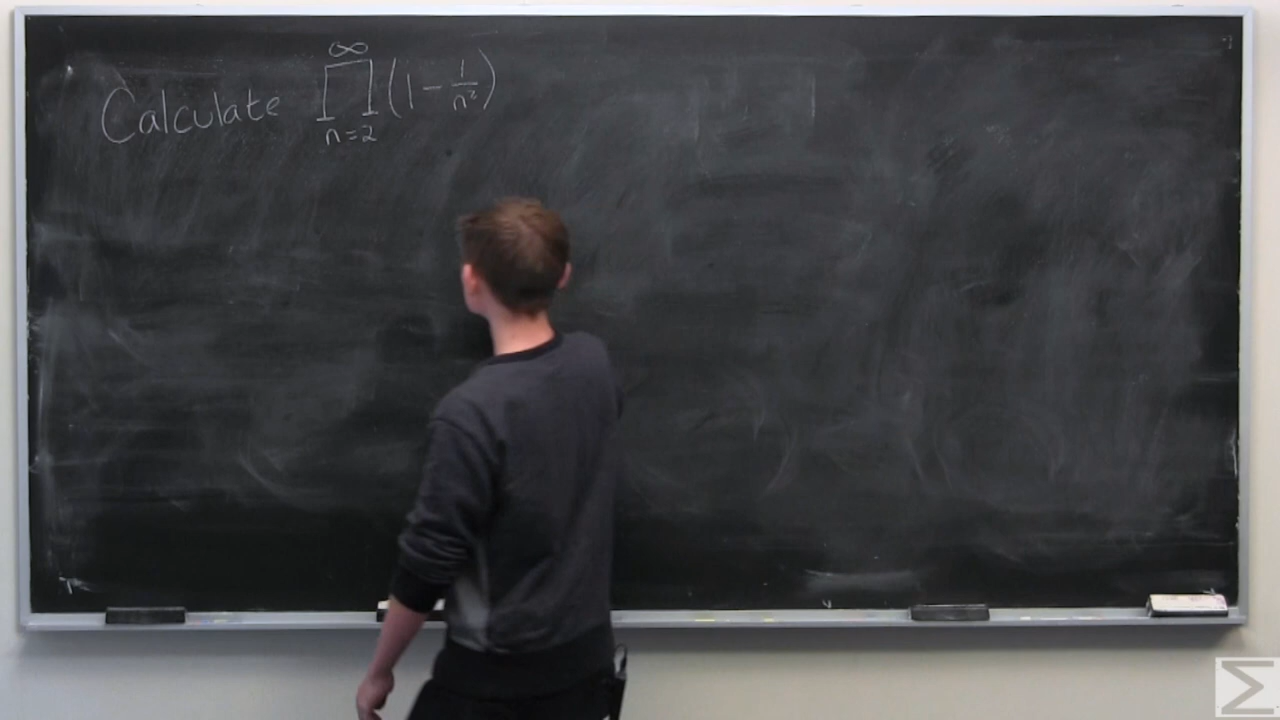 Calculate ∏_{n=2}^{∞} (1 - 1/n²)